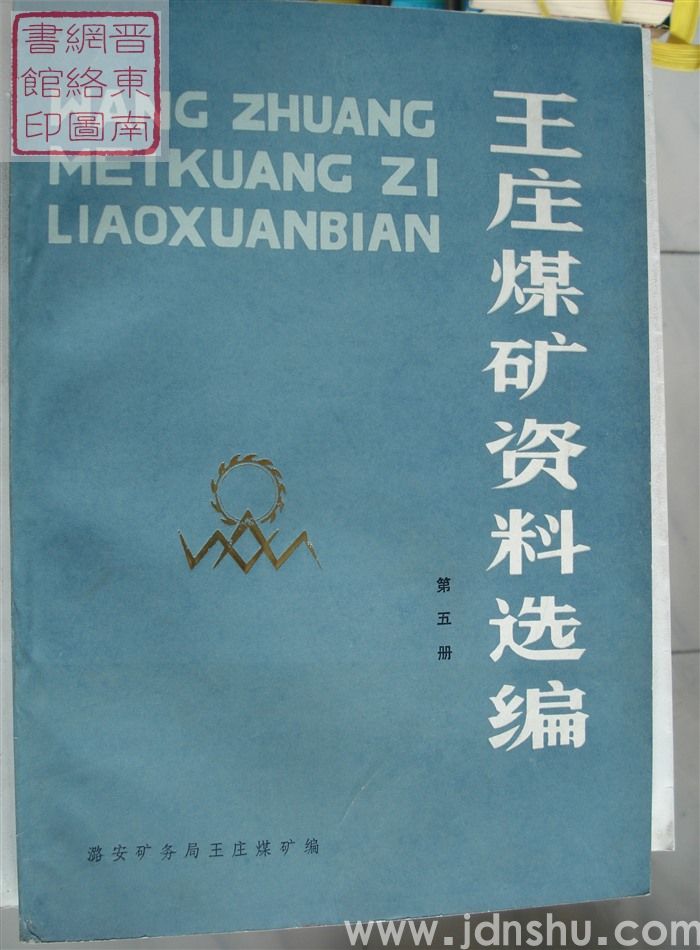 晋東南
網絡圖
書館印
WANG ZHUANG
MEIKUANG ZI
LIAOXUANBIAN
王庄煤矿资料选编
第五册
潞安矿务局王庄煤矿编
www.jdnshu.com